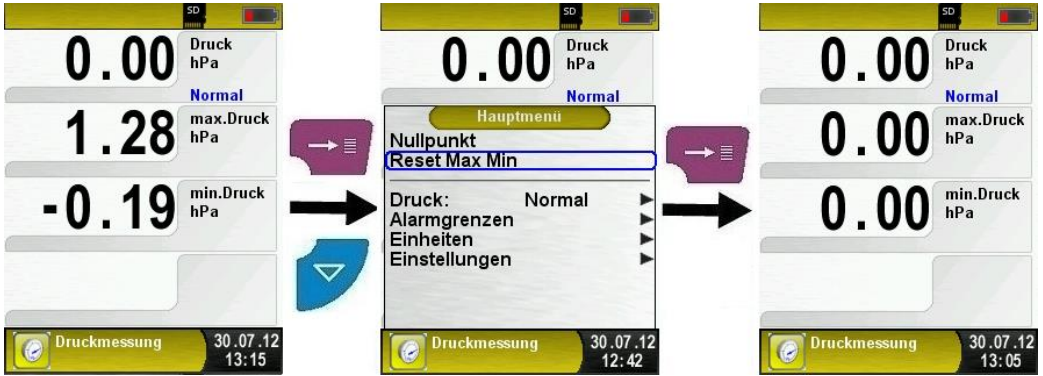 SD
0.00 Druck
hPa
Normal
1.28 max.Druck
hPa
-0.19 min.Druck
hPa
Druckmessung 30.07.12
13:15
SD
0.00 Druck
hPa
Normal
Hauptmenü
Nullpunkt
Reset Max Min
Druck: Normal
Alarmgrenzen
Einheiten
Einstellungen
Druckmessung 30.07.12
12:42
SD
0.00 Druck
hPa
Normal
0.00 max.Druck
hPa
0.00 min.Druck
hPa
Druckmessung 30.07.12
13:05